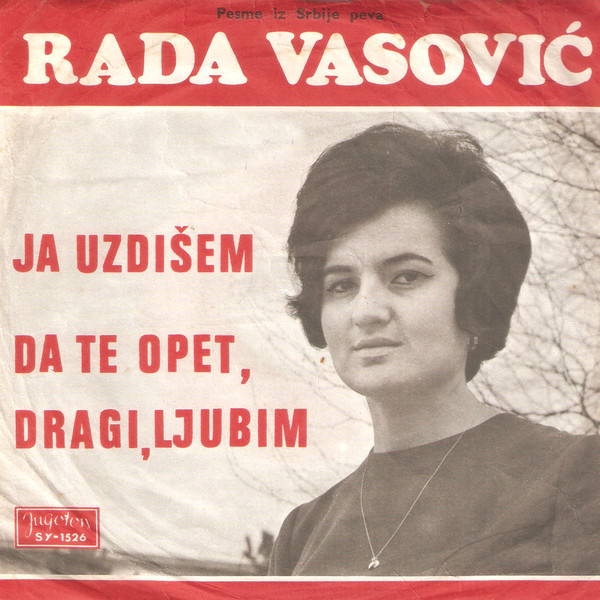 Pesme iz Srbije peva
RADA VASOVIĆ
JA UZDIŠEM
DA TE OPET,
DRAGI, LJUBIM
Jugoton
SY-1526